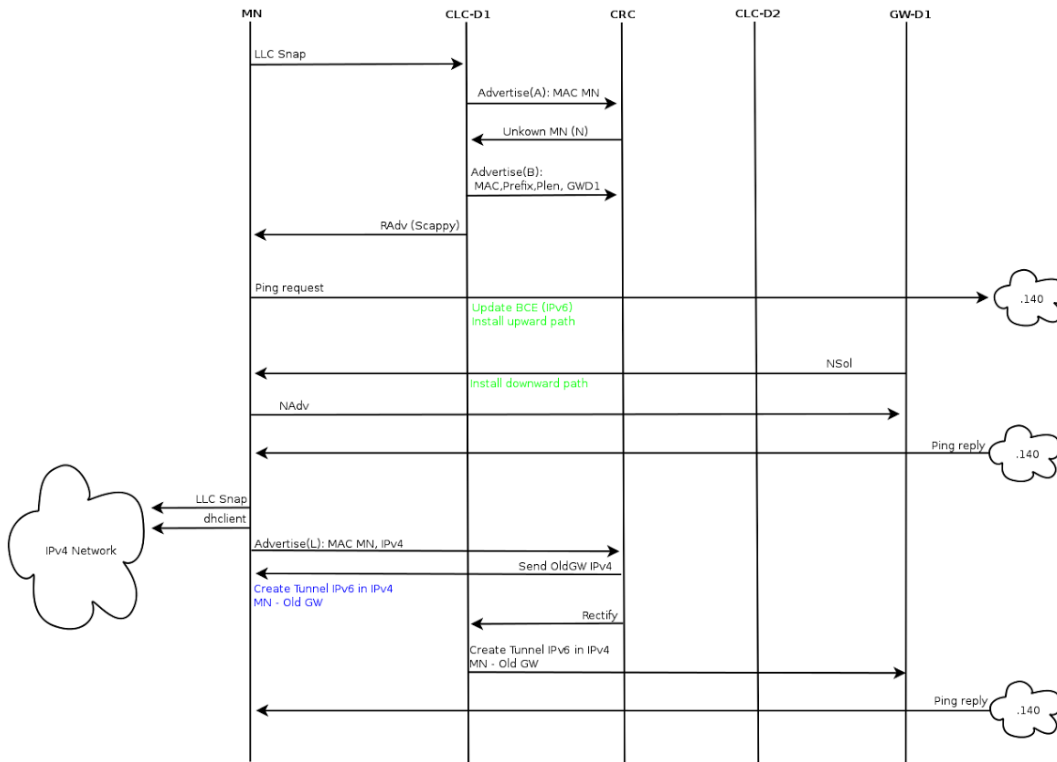 MN CLC-D1 CRC CLC-D2 GW-D1
LLC Snap
Advertise(A): MAC MN
Unkown MN (N)
Advertise(B):
MAC,Prefix,Plen, GWD1
RAdv (Scappy)
Ping request
.140
Update BCE (IPv6)
Install upward path
NSol
Install downward path
NAdv
Ping reply
.140
LLC Snap
dhclient
IPv4 Network
Advertise(L): MAC MN, IPv4
Send OldGW IPv4
Create Tunnel IPv6 in IPv4
MN - Old GW
Rectify
Create Tunnel IPv6 in IPv4
MN - Old GW
Ping reply
.140